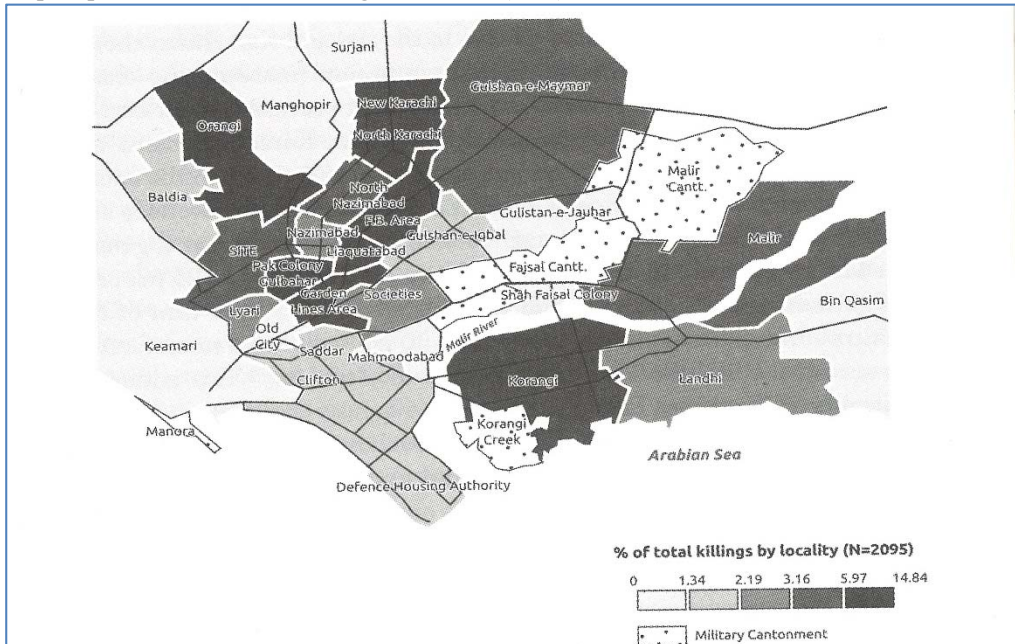 Surjani
Gulshan-e-Maymar
Manghopir
New Karachi
Orangi
North Karachi
Malir
Cantt.
North
Nazimabad
Baldia
F.B. Area
Gulistan-e-Jauhar
Nazimabad
Gulshan-e-Iqbal
Malir
SITE
Liaquatabad
Pak Colony
Faisal Cantt.
Gulbahar
Garden
Societies
Shah Faisal Colony
Bin Qasim
Lyari
Lines Area
Old
City
Malir River
Keamari
Saddar
Mahmoodabad
Clifton
Korangi
Landhi
Manora
Korangi
Creek
Arabian Sea
Defence Housing Authority
% of total killings by locality (N=2095)
0 1.34 2.19 3.16 5.97 14.84
Military Cantonment